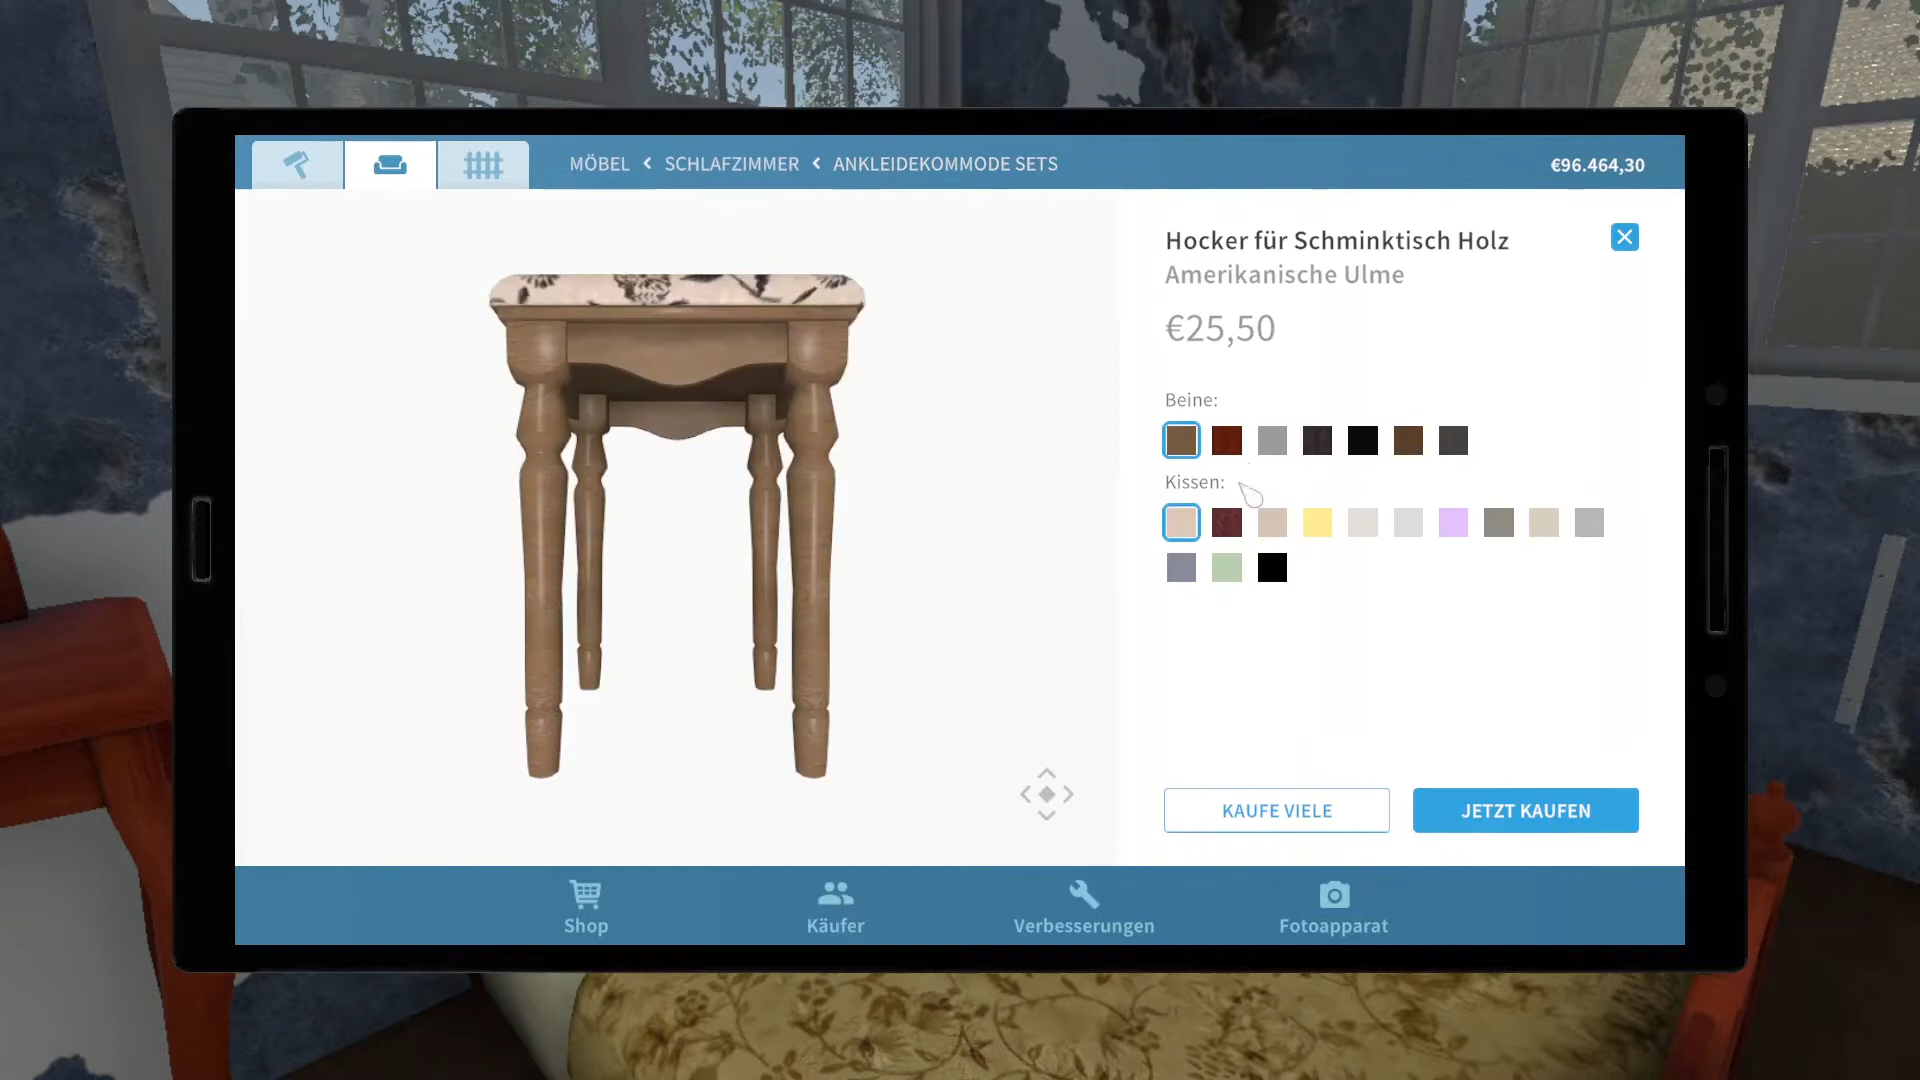 MÖBEL < SCHLAFZIMMER < ANKLEIDEKOMMODE SETS
€96.464,30
Hocker für Schminktisch Holz
Amerikanische Ulme
€25,50
Beine:
Kissen:
KAUFE VIELE
JETZT KAUFEN
Shop
Käufer
Verbesserungen
Fotoapparat